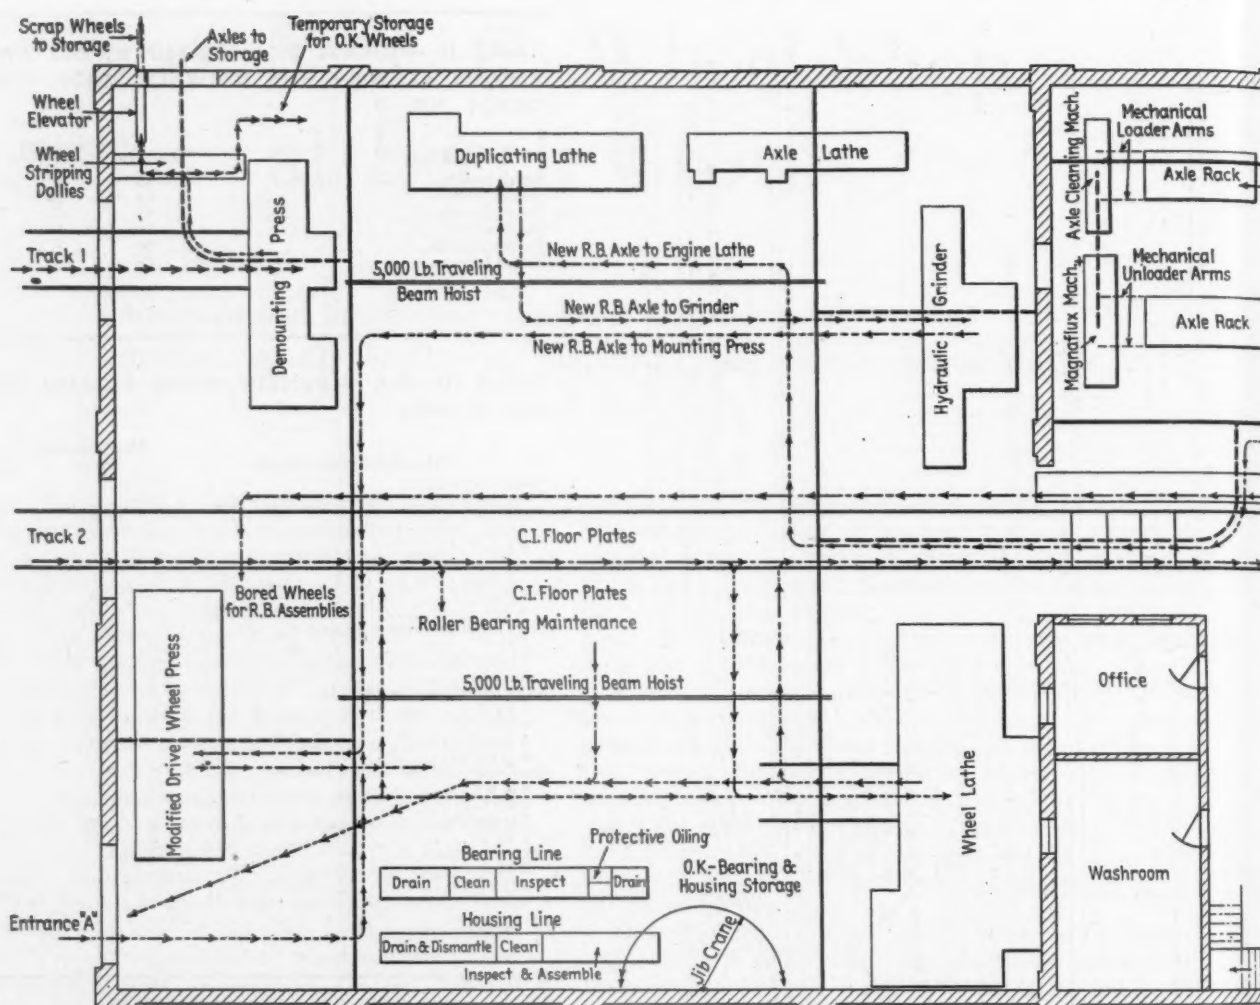 Scrap Wheels
to Storage
Axles to
Storage
Temporary Storage
for O.K. Wheels
Wheel
Elevator
Wheel
Stripping
Dollies
Track 1
Demounting Press
Duplicating Lathe
Axle Lathe
New R.B. Axle to Engine Lathe
5,000 Lb. Traveling
Beam Hoist
New R.B. Axle to Grinder
New R.B. Axle to Mounting Press
Hydraulic Grinder
Axle Cleaning Mach.
Mechanical
Loader Arms
Axle Rack
Magnaflux Mach.
Mechanical
Unloader Arms
Axle Rack
Track 2
C.I. Floor Plates
Bored Wheels
for R.B. Assemblies
C.I. Floor Plates
Roller Bearing Maintenance
5,000 Lb. Traveling Beam Hoist
Modified Drive Wheel Press
Wheel Lathe
Office
Washroom
Entrance "A"
Bearing Line
Protective Oiling
Drain
Clean
Inspect
Drain
O.K.-Bearing &
Housing Storage
Housing Line
Drain & Dismantle
Clean
Inspect & Assemble
Jib Crane